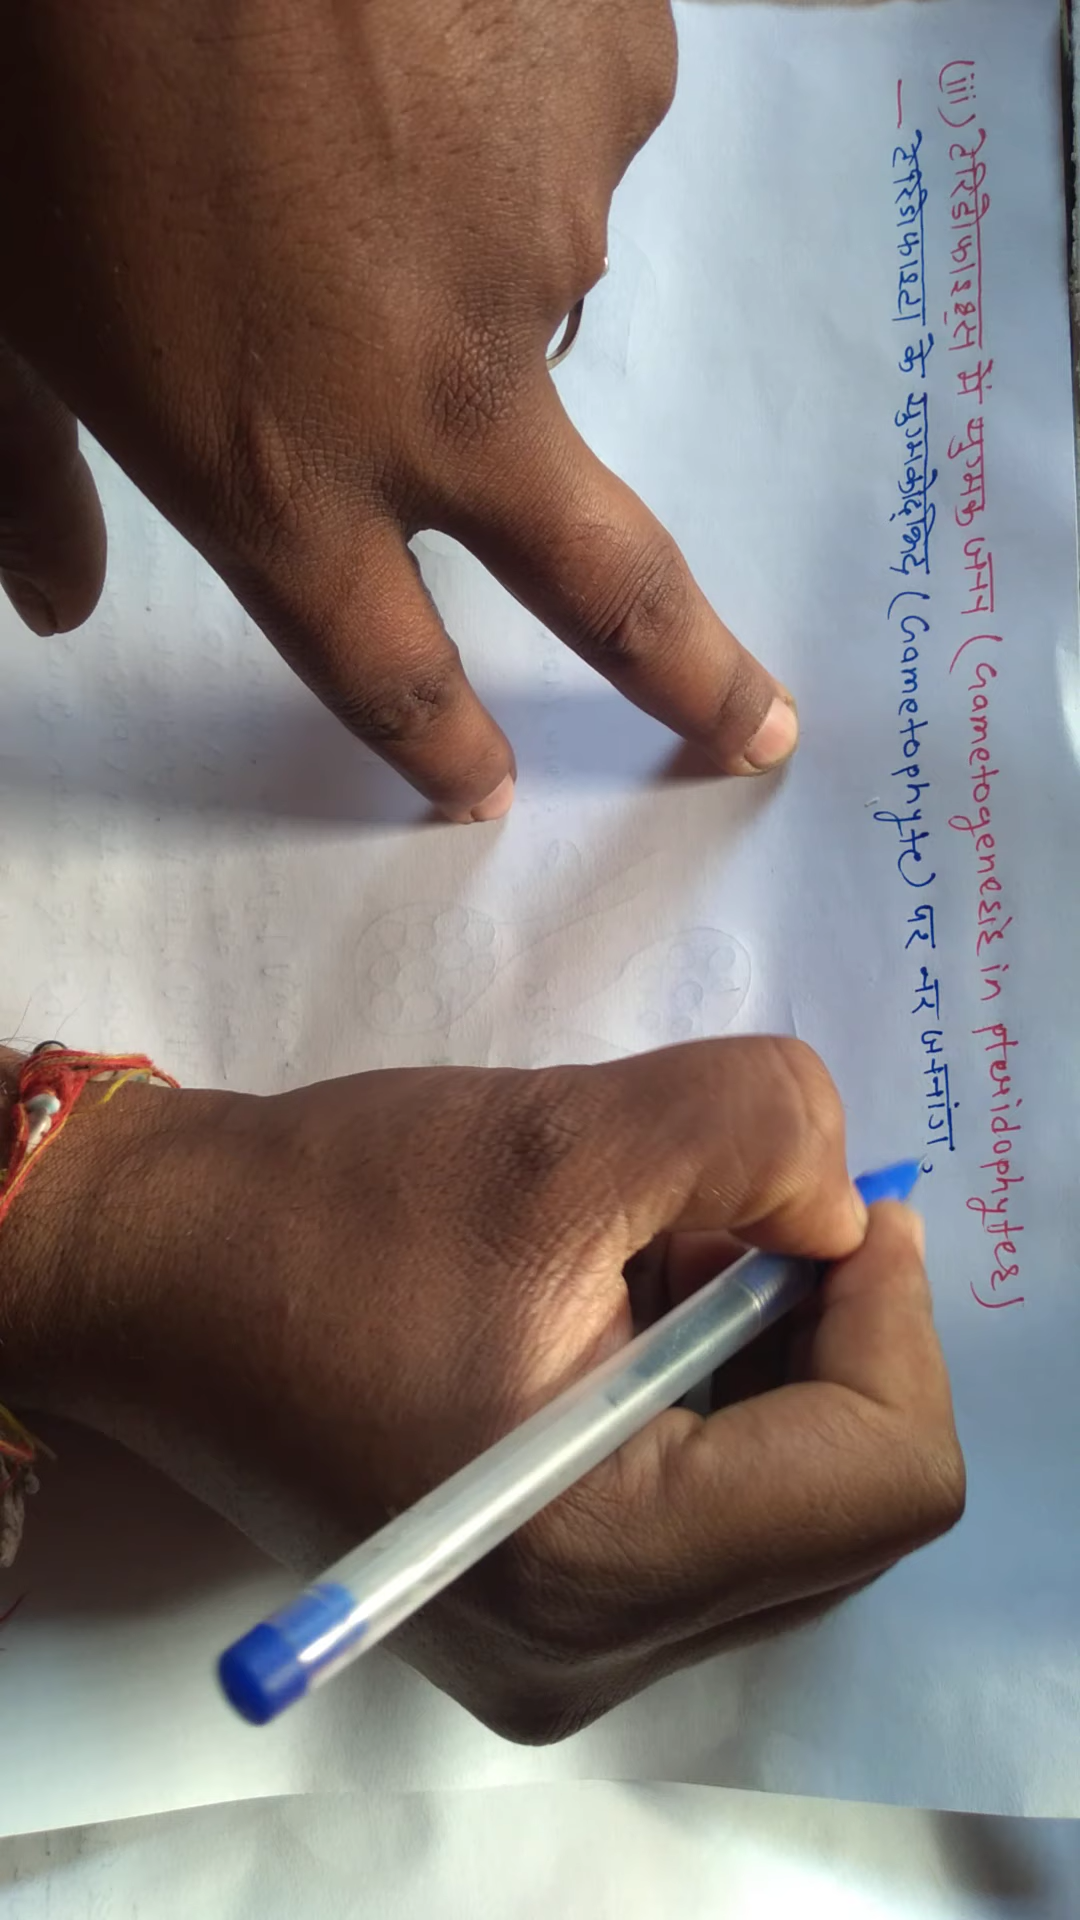 (iii) टेरिडोफाइट्स में युग्मक जनन (Gametogenesis in pteridophytes)
— टेरिडोफाइटा के युग्मकोद्भिद् (Gametophyte) पर नर जननांग